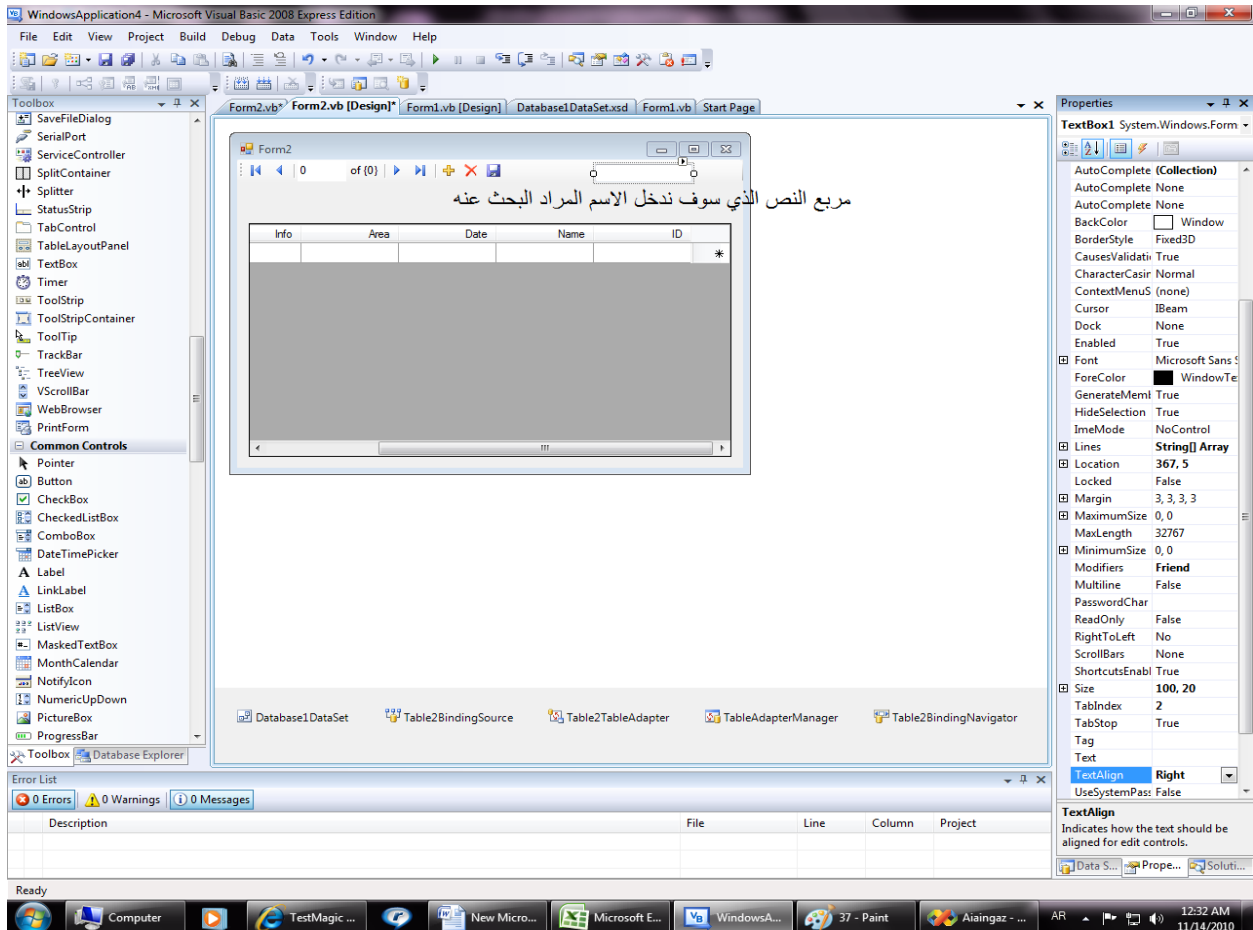 WindowsApplication4 - Microsoft Visual Basic 2008 Express Edition
File Edit View Project Build Debug Data Tools Window Help
Toolbox
SaveFileDialog
SerialPort
ServiceController
SplitContainer
Splitter
StatusStrip
TabControl
TableLayoutPanel
TextBox
Timer
ToolStrip
ToolStripContainer
ToolTip
TrackBar
TreeView
VScrollBar
WebBrowser
PrintForm
Common Controls
Pointer
Button
CheckBox
CheckedListBox
ComboBox
DateTimePicker
Label
LinkLabel
ListBox
ListView
MaskedTextBox
MonthCalendar
NotifyIcon
NumericUpDown
PictureBox
ProgressBar
Toolbox Database Explorer
Form2.vb* Form2.vb [Design]* Form1.vb [Design] Database1DataSet.xsd Form1.vb Start Page
Form2
0 of {0}
مربع النص الذي سوف ندخل الاسم المراد البحث عنه
Info Area Date Name ID
Database1DataSet Table2BindingSource Table2TableAdapter TableAdapterManager Table2BindingNavigator
Properties
TextBox1 System.Windows.Form
AutoComplete (Collection)
AutoComplete None
AutoComplete None
BackColor Window
BorderStyle Fixed3D
CausesValidati True
CharacterCasin Normal
ContextMenuS (none)
Cursor IBeam
Dock None
Enabled True
Font Microsoft Sans S
ForeColor WindowTe
GenerateMemb True
HideSelection True
ImeMode NoControl
Lines String[] Array
Location 367, 5
Locked False
Margin 3, 3, 3, 3
MaximumSize 0, 0
MaxLength 32767
MinimumSize 0, 0
Modifiers Friend
Multiline False
PasswordChar
ReadOnly False
RightToLeft No
ScrollBars None
ShortcutsEnabl True
Size 100, 20
TabIndex 2
TabStop True
Tag
Text
TextAlign Right
UseSystemPass False
TextAlign
Indicates how the text should be
aligned for edit controls.
Data S... Prope... Soluti...
Error List
0 Errors 0 Warnings 0 Messages
Description File Line Column Project
Ready
Computer TestMagic ... New Micro... Microsoft E... WindowsA... 37 - Paint Aiaingaz - ... AR 12:32 AM
11/14/2010